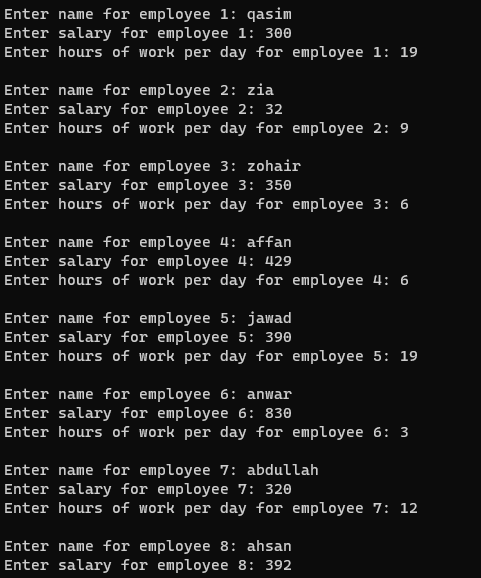 Enter name for employee 1: qasim
Enter salary for employee 1: 300
Enter hours of work per day for employee 1: 19
Enter name for employee 2: zia
Enter salary for employee 2: 32
Enter hours of work per day for employee 2: 9
Enter name for employee 3: zohair
Enter salary for employee 3: 350
Enter hours of work per day for employee 3: 6
Enter name for employee 4: affan
Enter salary for employee 4: 429
Enter hours of work per day for employee 4: 6
Enter name for employee 5: jawad
Enter salary for employee 5: 390
Enter hours of work per day for employee 5: 19
Enter name for employee 6: anwar
Enter salary for employee 6: 830
Enter hours of work per day for employee 6: 3
Enter name for employee 7: abdullah
Enter salary for employee 7: 320
Enter hours of work per day for employee 7: 12
Enter name for employee 8: ahsan
Enter salary for employee 8: 392